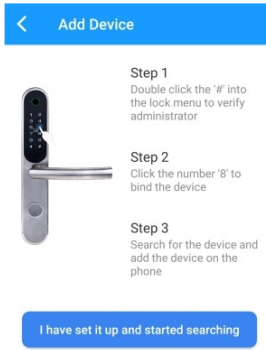 Add Device
Step 1
Double click the '#' into
the lock menu to verify
administrator
Step 2
Click the number '8' to
bind the device
Step 3
Search for the device and
add the device on the
phone
I have set it up and started searching